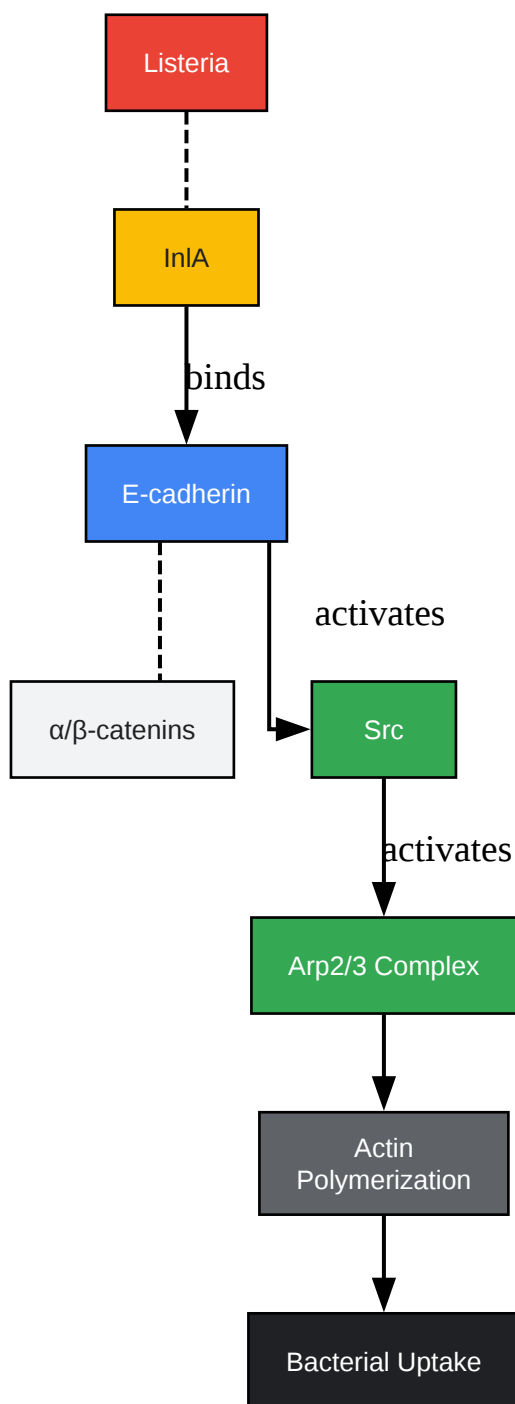 Listeria
InlA
binds
E-cadherin
activates
α/β-catenins
Src
activates
Arp2/3 Complex
Actin
Polymerization
Bacterial Uptake